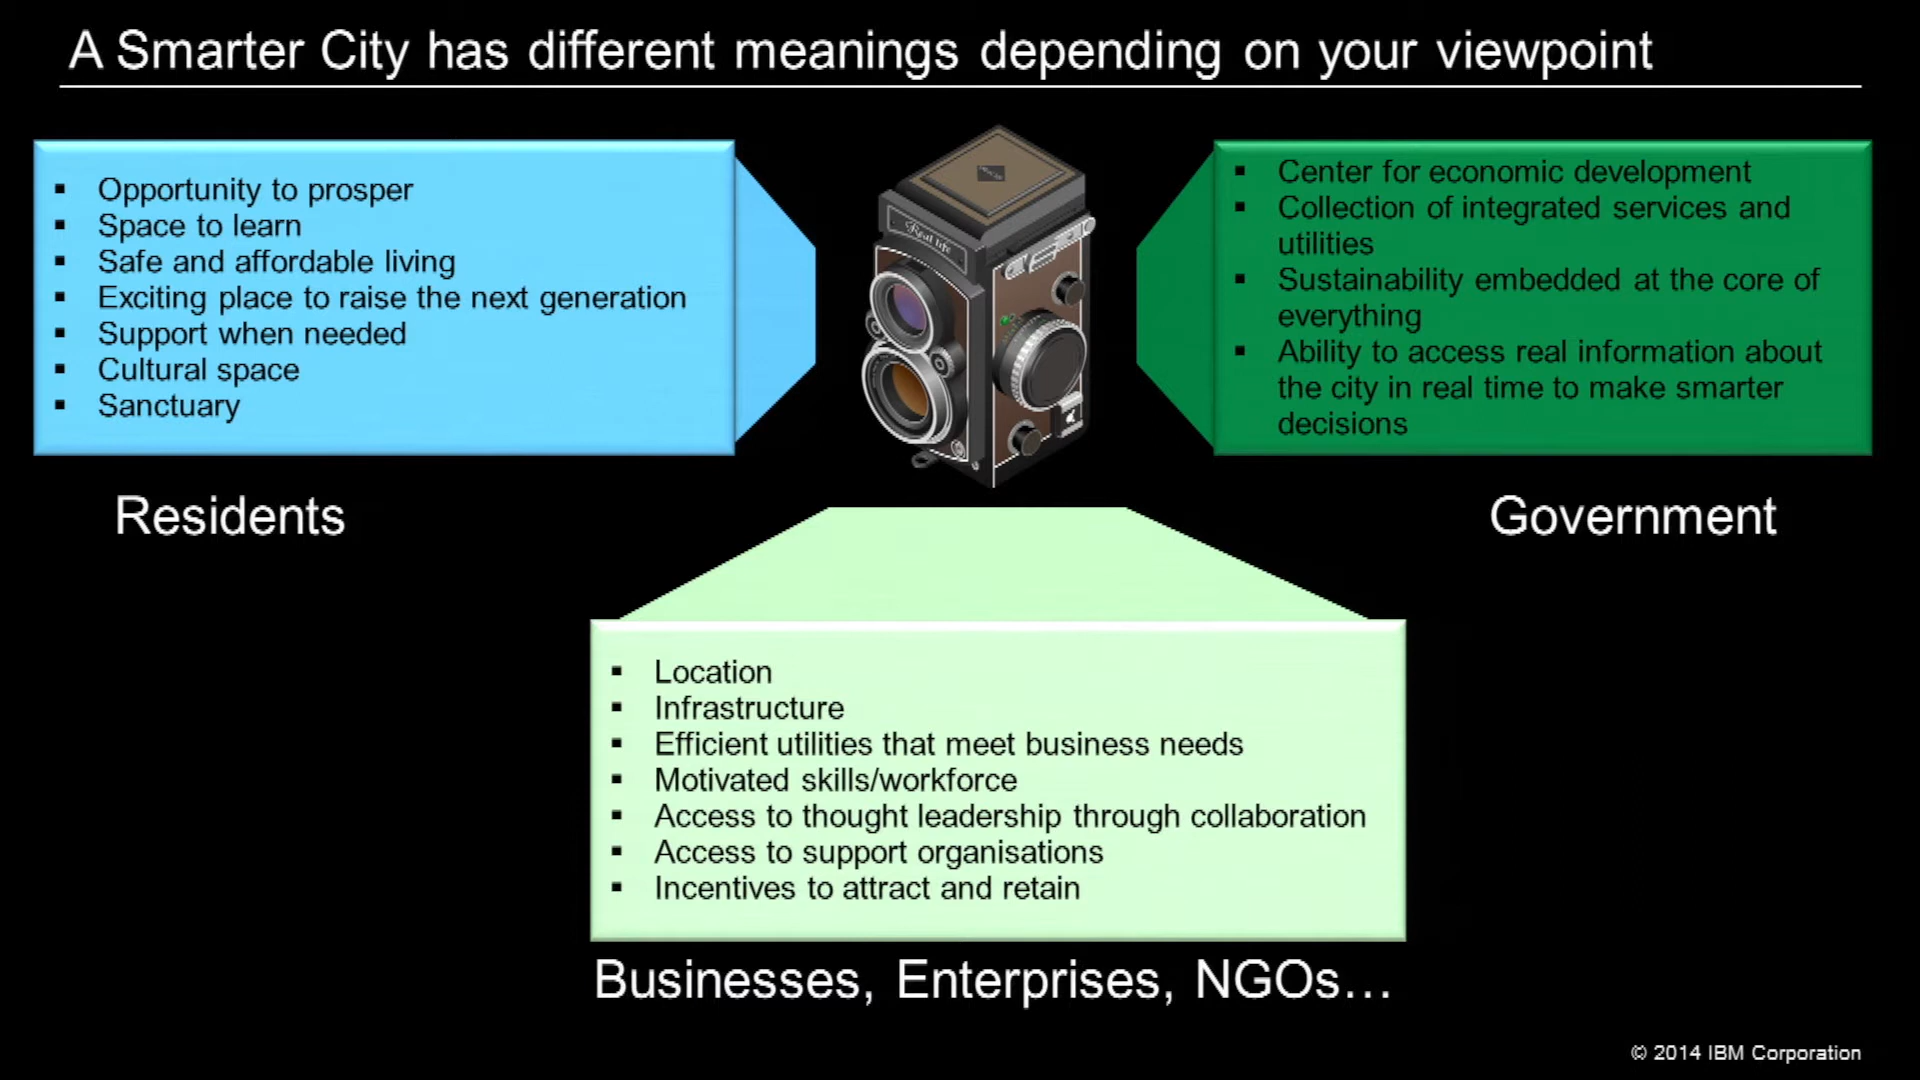 A Smarter City has different meanings depending on your viewpoint
▪ Opportunity to prosper
▪ Space to learn
▪ Safe and affordable living
▪ Exciting place to raise the next generation
▪ Support when needed
▪ Cultural space
▪ Sanctuary
Residents
Real life
▪ Center for economic development
▪ Collection of integrated services and
utilities
▪ Sustainability embedded at the core of
everything
▪ Ability to access real information about
the city in real time to make smarter
decisions
Government
▪ Location
▪ Infrastructure
▪ Efficient utilities that meet business needs
▪ Motivated skills/workforce
▪ Access to thought leadership through collaboration
▪ Access to support organisations
▪ Incentives to attract and retain
Businesses, Enterprises, NGOs…
© 2014 IBM Corporation